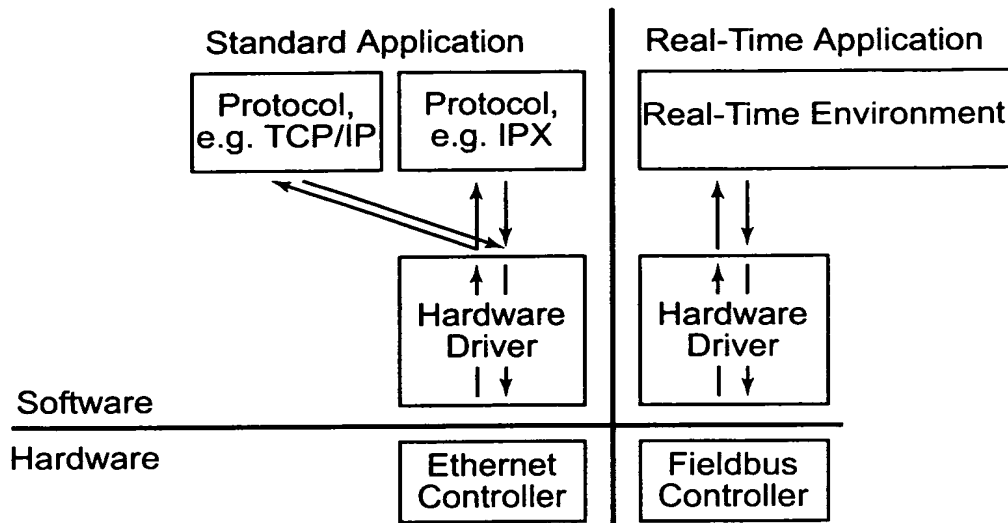 Standard Application
Real-Time Application
Protocol,
e.g. TCP/IP
Protocol,
e.g. IPX
Real-Time Environment
Hardware
Driver
Hardware
Driver
Software
Hardware
Ethernet
Controller
Fieldbus
Controller